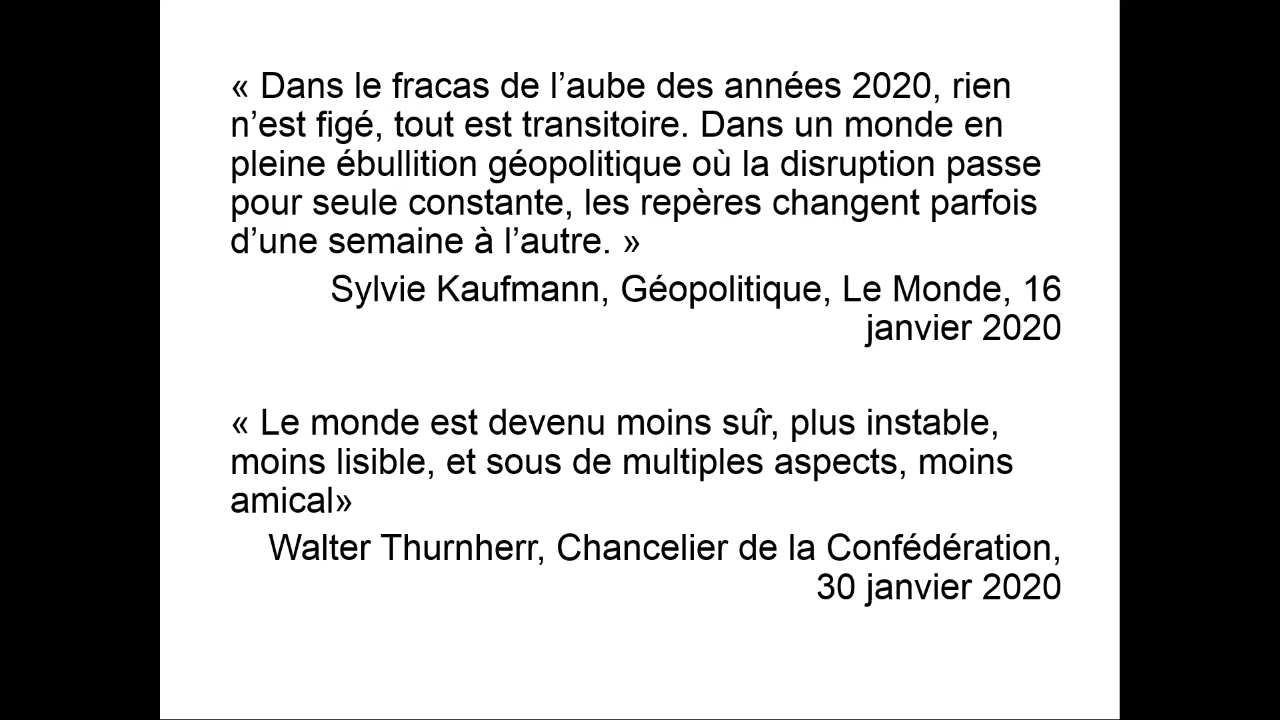 « Dans le fracas de l’aube des années 2020, rien
n’est figé, tout est transitoire. Dans un monde en
pleine ébullition géopolitique où la disruption passe
pour seule constante, les repères changent parfois
d’une semaine à l’autre. »
Sylvie Kaufmann, Géopolitique, Le Monde, 16
janvier 2020
« Le monde est devenu moins sûr, plus instable,
moins lisible, et sous de multiples aspects, moins
amical»
Walter Thurnherr, Chancelier de la Confédération,
30 janvier 2020